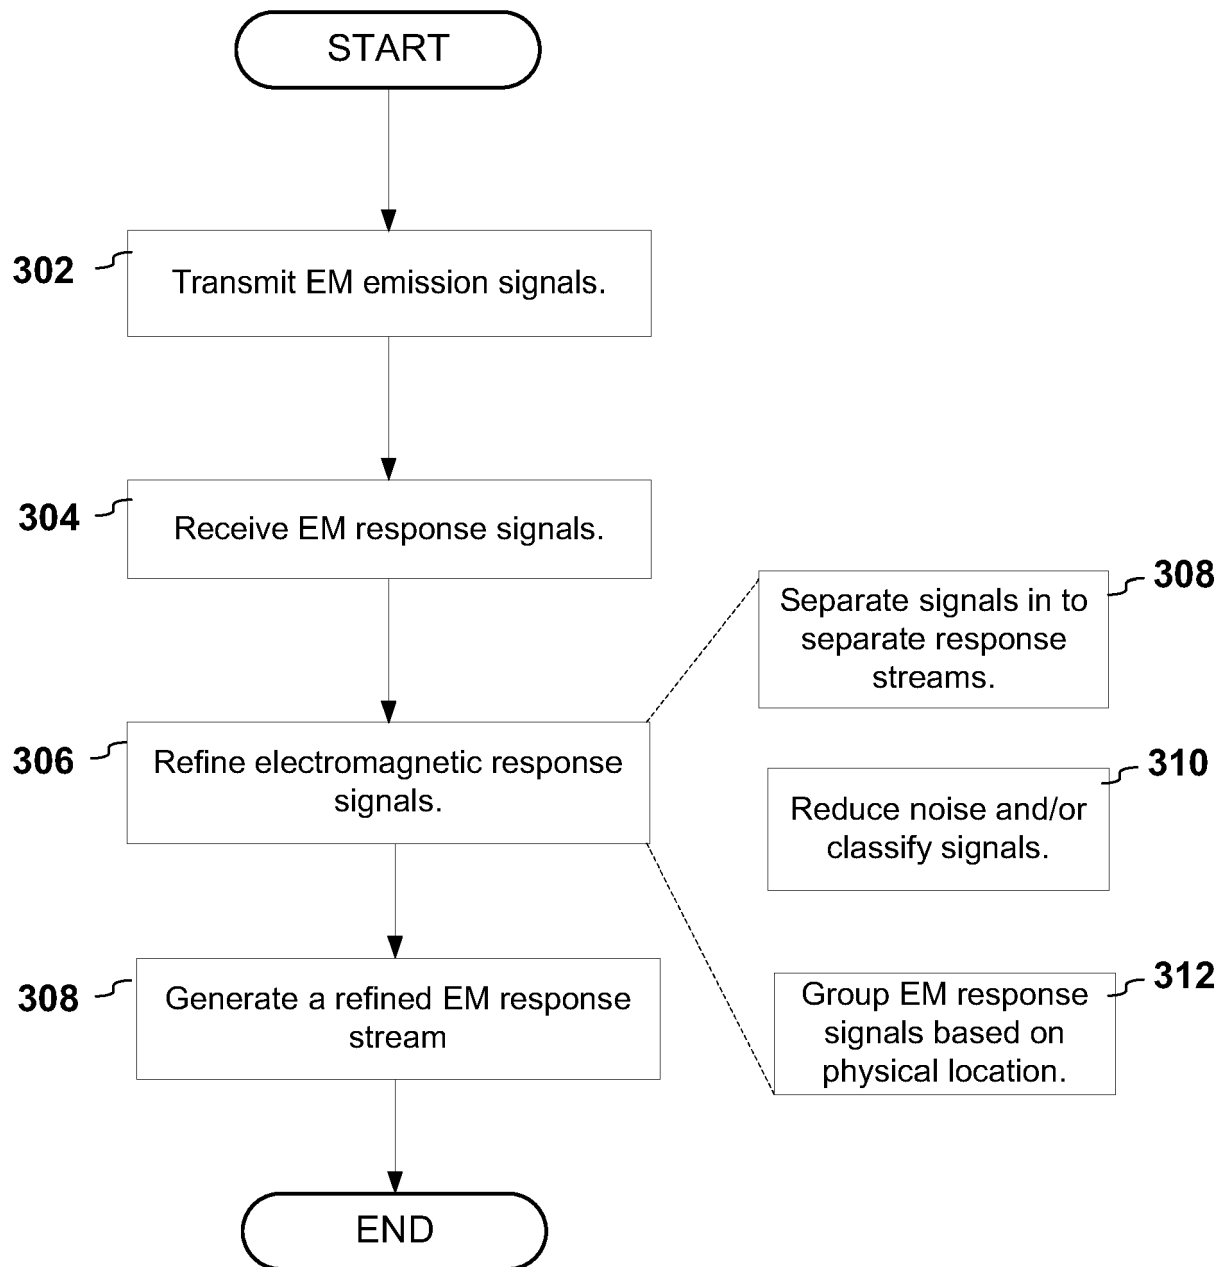 START
302
Transmit EM emission signals.
304
Receive EM response signals.
306
Refine electromagnetic response
signals.
308
Separate signals in to
separate response
streams.
310
Reduce noise and/or
classify signals.
312
Group EM response
signals based on
physical location.
308
Generate a refined EM response
stream
END